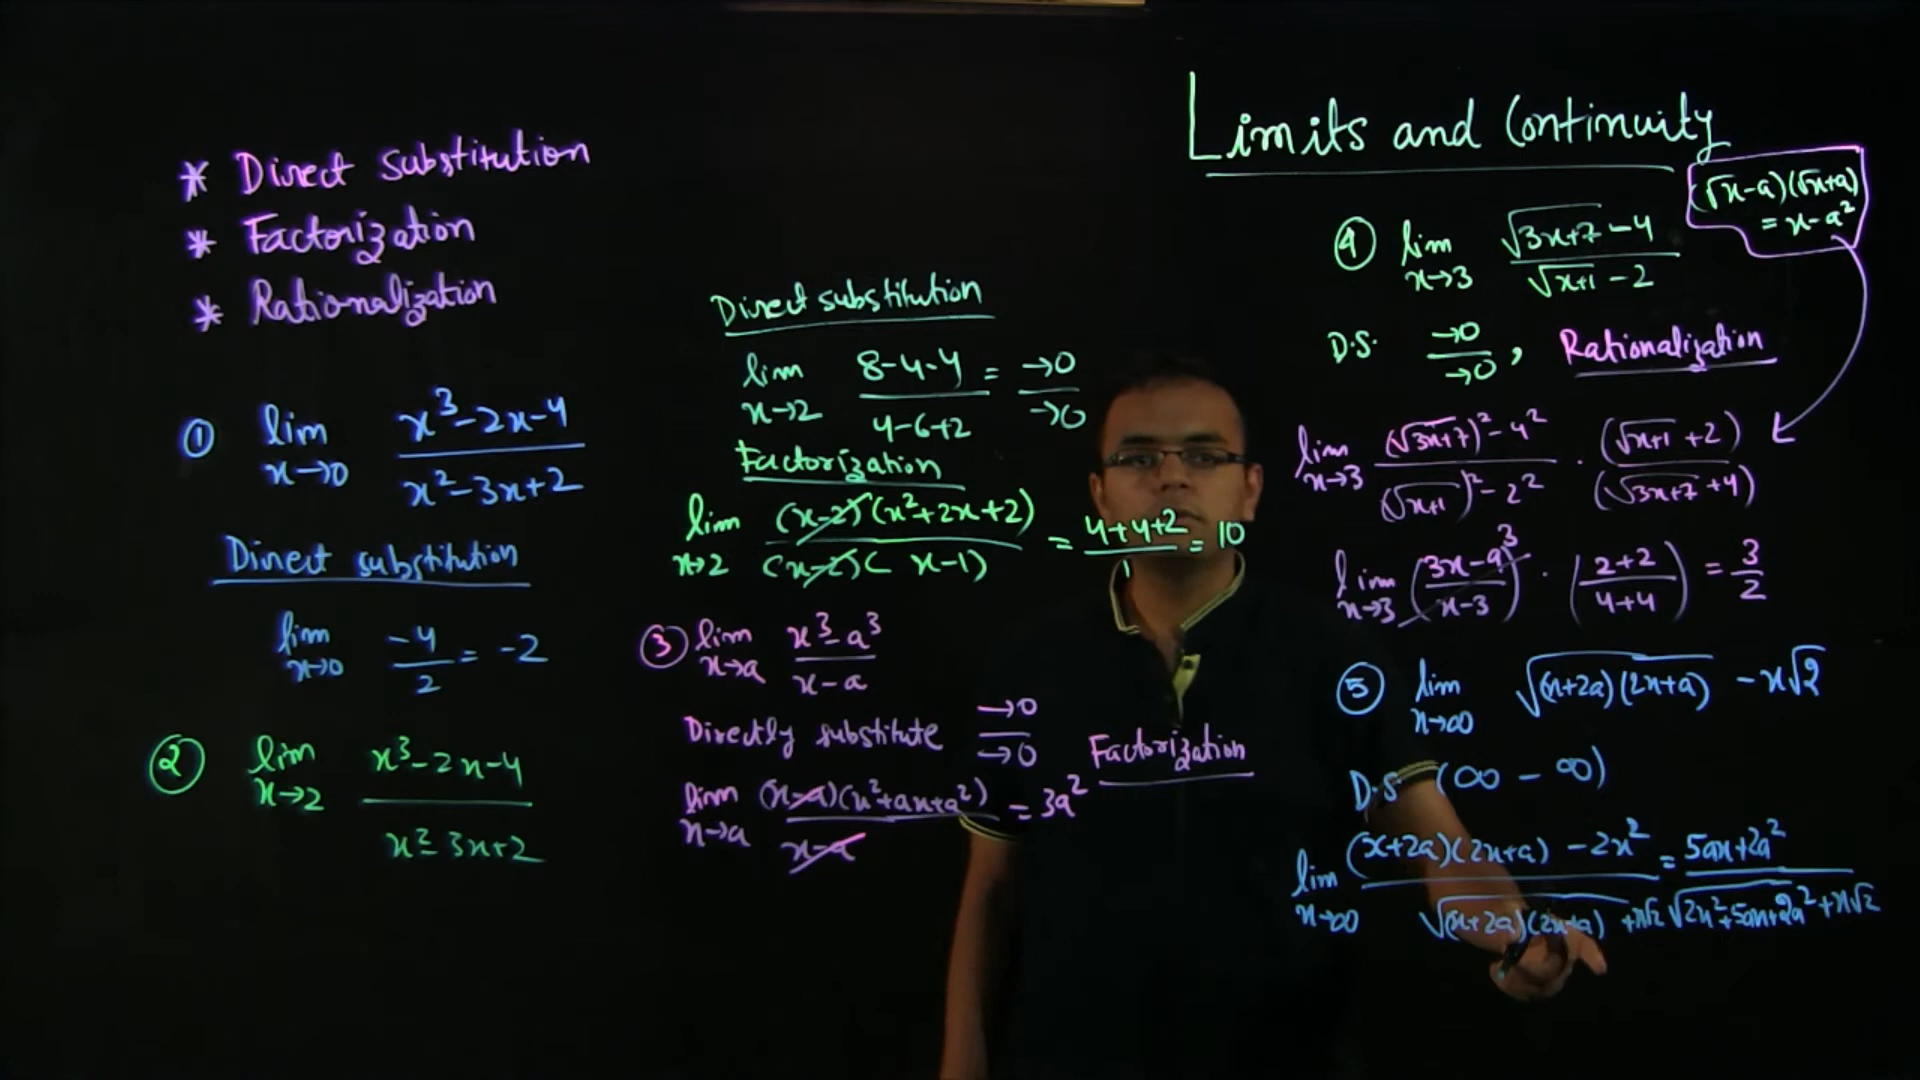 Limits and Continuity
* Direct substitution
* Factorization
* Rationalization
① lim x→0 (x³-2x-4)/(x²-3x+2)
Direct substitution
lim x→0 -4/2 = -2
② lim x→2 (x³-2x-4)/(x²-3x+2)
Direct substitution
lim x→2 (8-4-4)/(4-6+2) = →0/→0
Factorization
lim x→2 (x-2)(x²+2x+2)/(x-2)(x-1) = (4+4+2)/1 = 10
③ lim x→a (x³-a³)/(x-a)
Directly substitute →0/→0 Factorization
lim x→a (x-a)(x²+ax+a²)/(x-a) = 3a²
(√x-a)(√x+a)
= x-a²
④ lim x→3 (√(3x+7)-4)/(√(x+1)-2)
D.S. →0/→0, Rationalization
lim x→3 ((√(3x+7))²-4²)/((√(x+1))²-2²) · (√(x+1)+2)/(√(3x+7)+4)
lim x→3 ((3x-9)/(x-3))³ · ((2+2)/(4+4)) = 3/2
⑤ lim x→∞ √((x+2a)(2x+a)) - x√2
D.S. (∞ - ∞)
lim x→∞ ((x+2a)(2x+a) - 2x²)/(√((x+2a)(2x+a)) + x√2) = (5ax+2a²)/(√(2x²+5ax+2a²) + x√2)